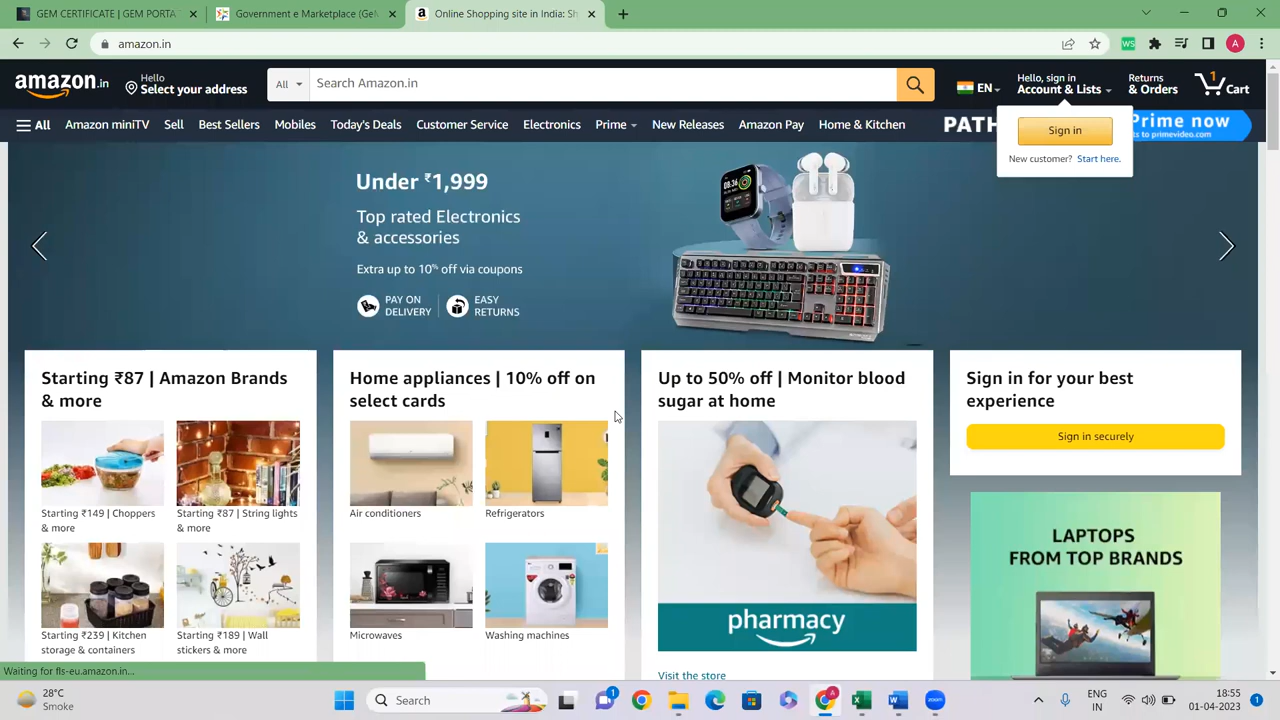 GEM CERTIFICATE | GEM PORTA
Government e Marketplace (GeM
Online Shopping site in India: Sh
amazon.in
WS
A
amazon.in
Hello
Select your address
All
Search Amazon.in
EN
Hello, sign in
Account & Lists
Returns
& Orders
1
Cart
All
Amazon miniTV
Sell
Best Sellers
Mobiles
Today's Deals
Customer Service
Electronics
Prime
New Releases
Amazon Pay
Home & Kitchen
PATH
Prime now
ts to primevideo.com
Sign in
New customer? Start here.
Under ₹1,999
Top rated Electronics
& accessories
Extra up to 10% off via coupons
PAY ON
DELIVERY
EASY
RETURNS
08:36
Starting ₹87 | Amazon Brands
& more
Starting ₹149 | Choppers
& more
Starting ₹87 | String lights
& more
Starting ₹239 | Kitchen
storage & containers
Starting ₹189 | Wall
stickers & more
Home appliances | 10% off on
select cards
Air conditioners
Refrigerators
Microwaves
Washing machines
Up to 50% off | Monitor blood
sugar at home
pharmacy
Visit the store
Sign in for your best
experience
Sign in securely
LAPTOPS
FROM TOP BRANDS
Waiting for fls-eu.amazon.in...
28°C
Smoke
Search
1
zoom
ENG
IN
18:55
01-04-2023
1